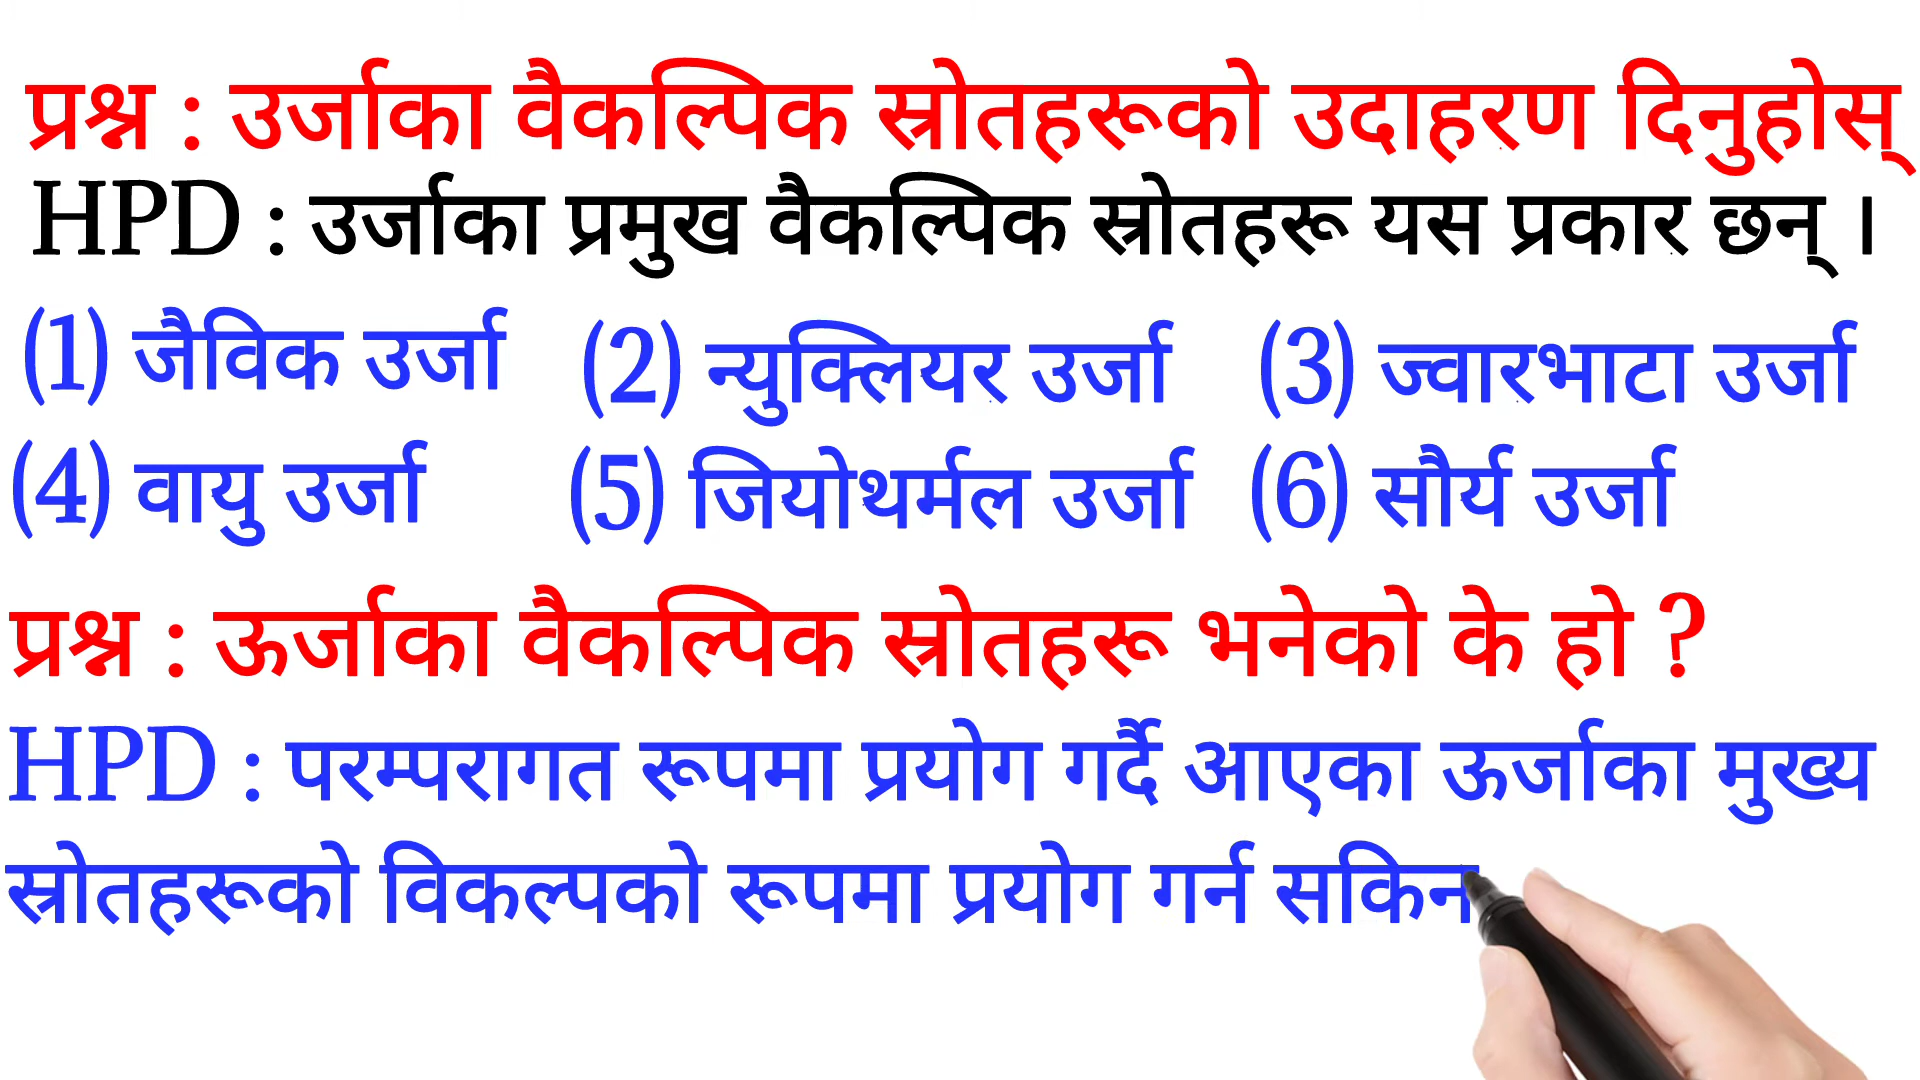 प्रश्न : उर्जाका वैकल्पिक स्रोतहरूको उदाहरण दिनुहोस्
HPD : उर्जाका प्रमुख वैकल्पिक स्रोतहरू यस प्रकार छन् ।
(1) जैविक उर्जा (2) न्युक्लियर उर्जा (3) ज्वारभाटा उर्जा
(4) वायु उर्जा (5) जियोथर्मल उर्जा (6) सौर्य उर्जा
प्रश्न : ऊर्जाका वैकल्पिक स्रोतहरू भनेको के हो ?
HPD : परम्परागत रूपमा प्रयोग गर्दै आएका ऊर्जाका मुख्य
स्रोतहरूको विकल्पको रूपमा प्रयोग गर्न सकिन